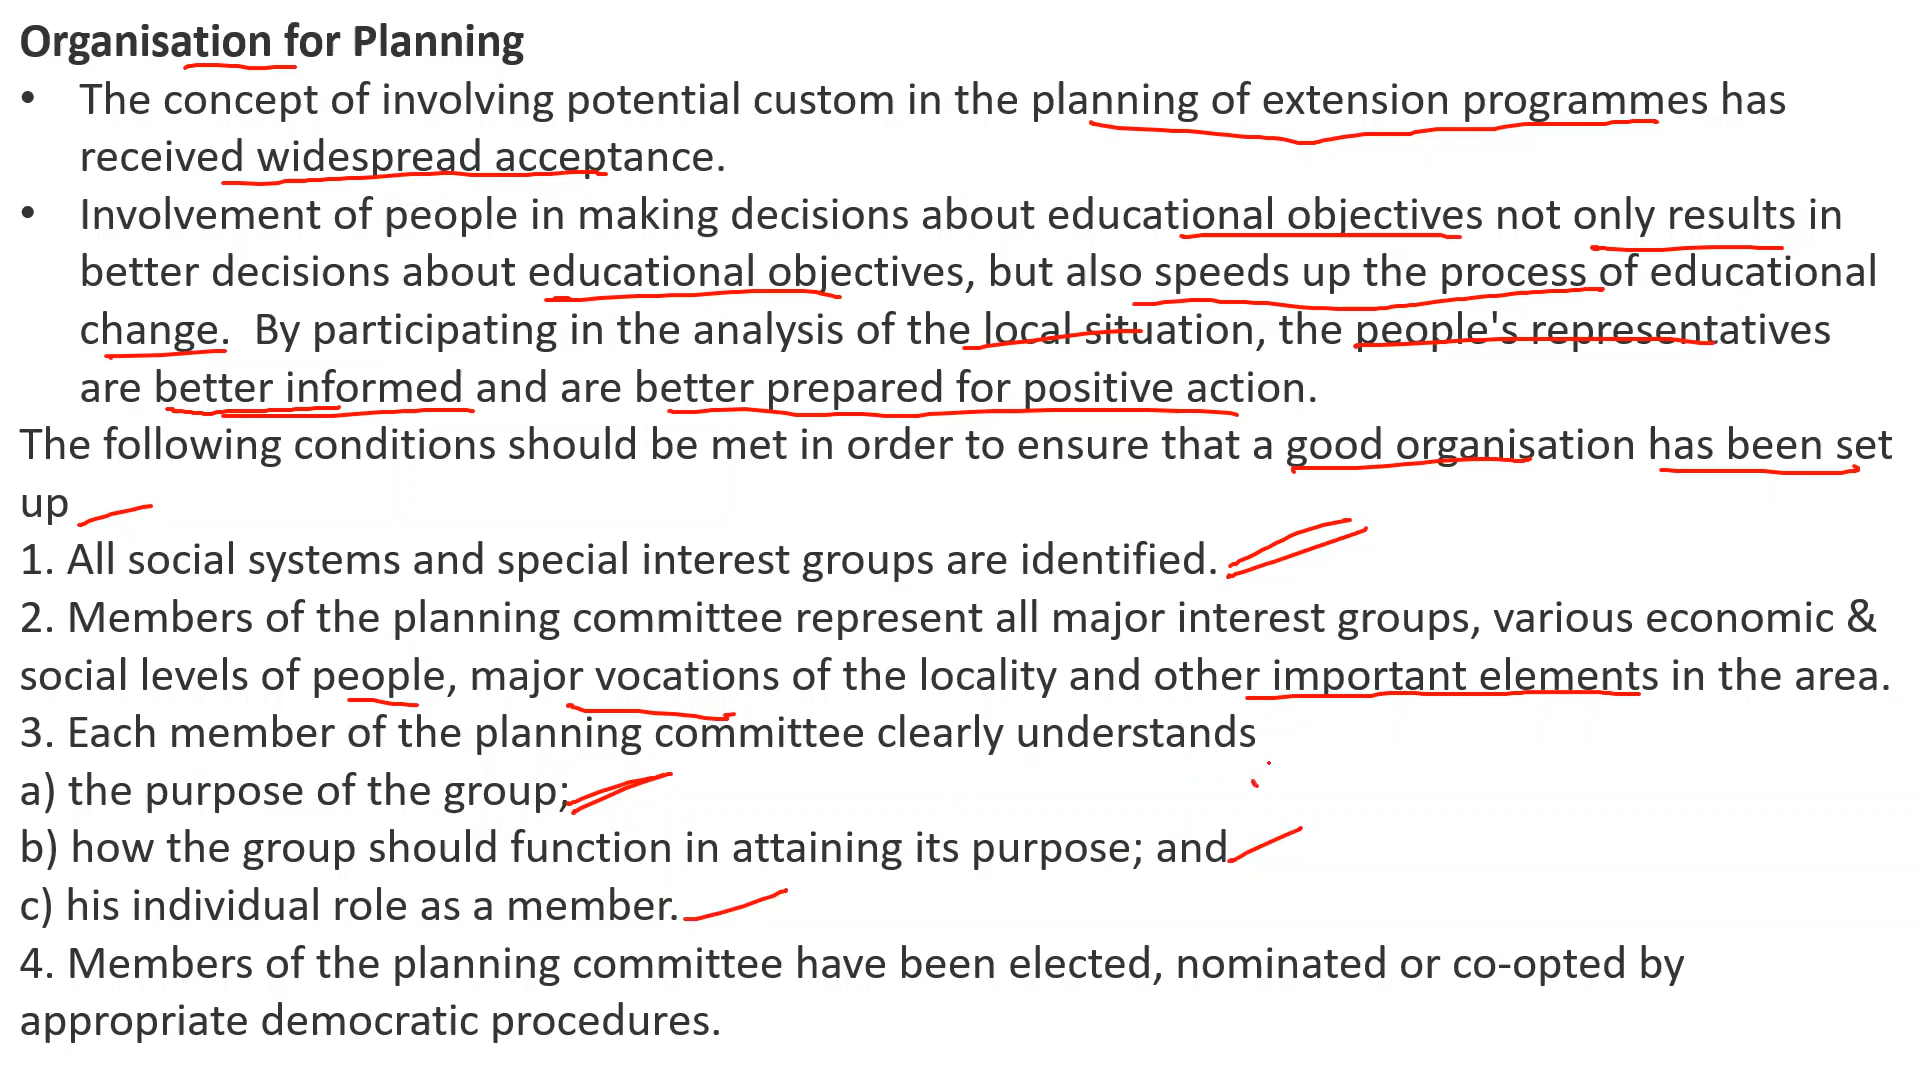 Organisation for Planning
• The concept of involving potential custom in the planning of extension programmes has
received widespread acceptance.
• Involvement of people in making decisions about educational objectives not only results in
better decisions about educational objectives, but also speeds up the process of educational
change.  By participating in the analysis of the local situation, the people's representatives
are better informed and are better prepared for positive action.
The following conditions should be met in order to ensure that a good organisation has been set
up
1. All social systems and special interest groups are identified.
2. Members of the planning committee represent all major interest groups, various economic &
social levels of people, major vocations of the locality and other important elements in the area.
3. Each member of the planning committee clearly understands
a) the purpose of the group;
b) how the group should function in attaining its purpose; and
c) his individual role as a member.
4. Members of the planning committee have been elected, nominated or co-opted by
appropriate democratic procedures.